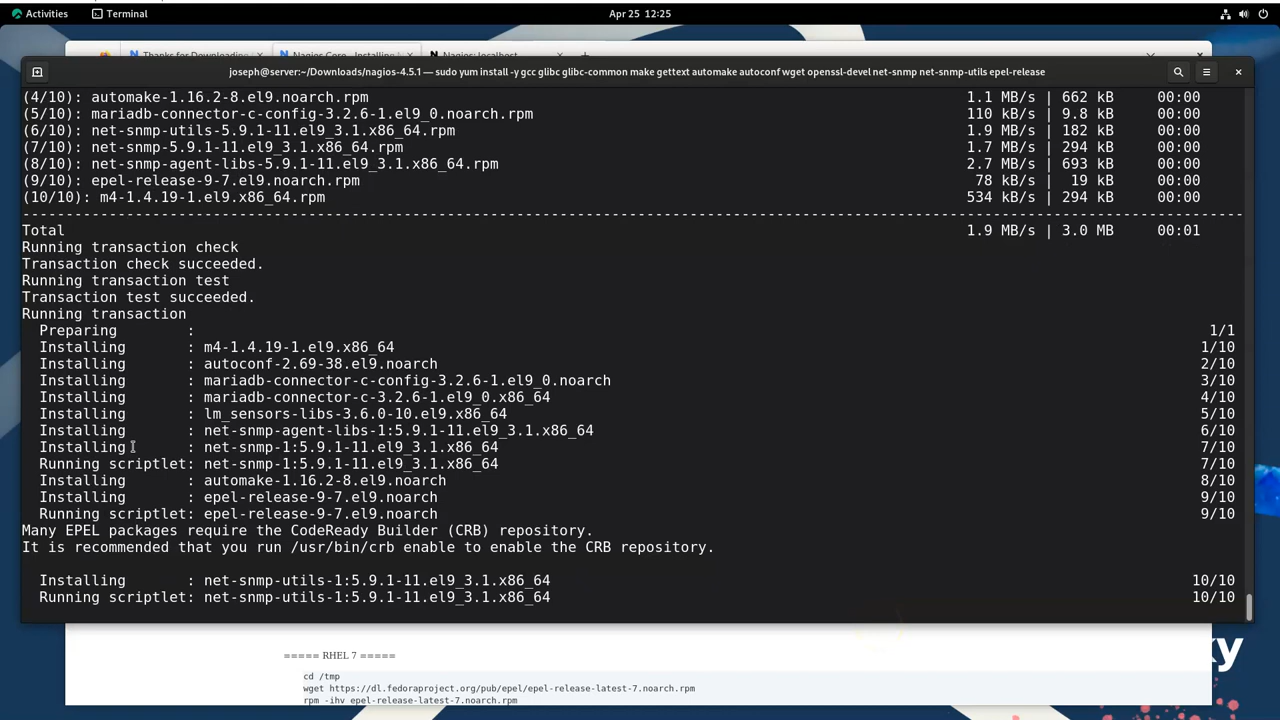 Activities Terminal Apr 25 12:25
Thanks for Downloading Nagios Core - Installing Nagios: localhost
joseph@server:~/Downloads/nagios-4.5.1 — sudo yum install -y gcc glibc glibc-common make gettext automake autoconf wget openssl-devel net-snmp net-snmp-utils epel-release
(4/10): automake-1.16.2-8.el9.noarch.rpm 1.1 MB/s | 662 kB 00:00
(5/10): mariadb-connector-c-config-3.2.6-1.el9_0.noarch.rpm 110 kB/s | 9.8 kB 00:00
(6/10): net-snmp-utils-5.9.1-11.el9_3.1.x86_64.rpm 1.9 MB/s | 182 kB 00:00
(7/10): net-snmp-5.9.1-11.el9_3.1.x86_64.rpm 1.7 MB/s | 294 kB 00:00
(8/10): net-snmp-agent-libs-5.9.1-11.el9_3.1.x86_64.rpm 2.7 MB/s | 693 kB 00:00
(9/10): epel-release-9-7.el9.noarch.rpm 78 kB/s | 19 kB 00:00
(10/10): m4-1.4.19-1.el9.x86_64.rpm 534 kB/s | 294 kB 00:00
--------------------------------------------------------------------------------
Total 1.9 MB/s | 3.0 MB 00:01
Running transaction check
Transaction check succeeded.
Running transaction test
Transaction test succeeded.
Running transaction
Preparing : 1/1
Installing : m4-1.4.19-1.el9.x86_64 1/10
Installing : autoconf-2.69-38.el9.noarch 2/10
Installing : mariadb-connector-c-config-3.2.6-1.el9_0.noarch 3/10
Installing : mariadb-connector-c-3.2.6-1.el9_0.x86_64 4/10
Installing : lm_sensors-libs-3.6.0-10.el9.x86_64 5/10
Installing : net-snmp-agent-libs-1:5.9.1-11.el9_3.1.x86_64 6/10
Installing : net-snmp-1:5.9.1-11.el9_3.1.x86_64 7/10
Running scriptlet: net-snmp-1:5.9.1-11.el9_3.1.x86_64 7/10
Installing : automake-1.16.2-8.el9.noarch 8/10
Installing : epel-release-9-7.el9.noarch 9/10
Running scriptlet: epel-release-9-7.el9.noarch 9/10
Many EPEL packages require the CodeReady Builder (CRB) repository.
It is recommended that you run /usr/bin/crb enable to enable the CRB repository.
Installing : net-snmp-utils-1:5.9.1-11.el9_3.1.x86_64 10/10
Running scriptlet: net-snmp-utils-1:5.9.1-11.el9_3.1.x86_64 10/10
===== RHEL 7 =====
cd /tmp
wget https://dl.fedoraproject.org/pub/epel/epel-release-latest-7.noarch.rpm
rpm -ihv epel-release-latest-7.noarch.rpm